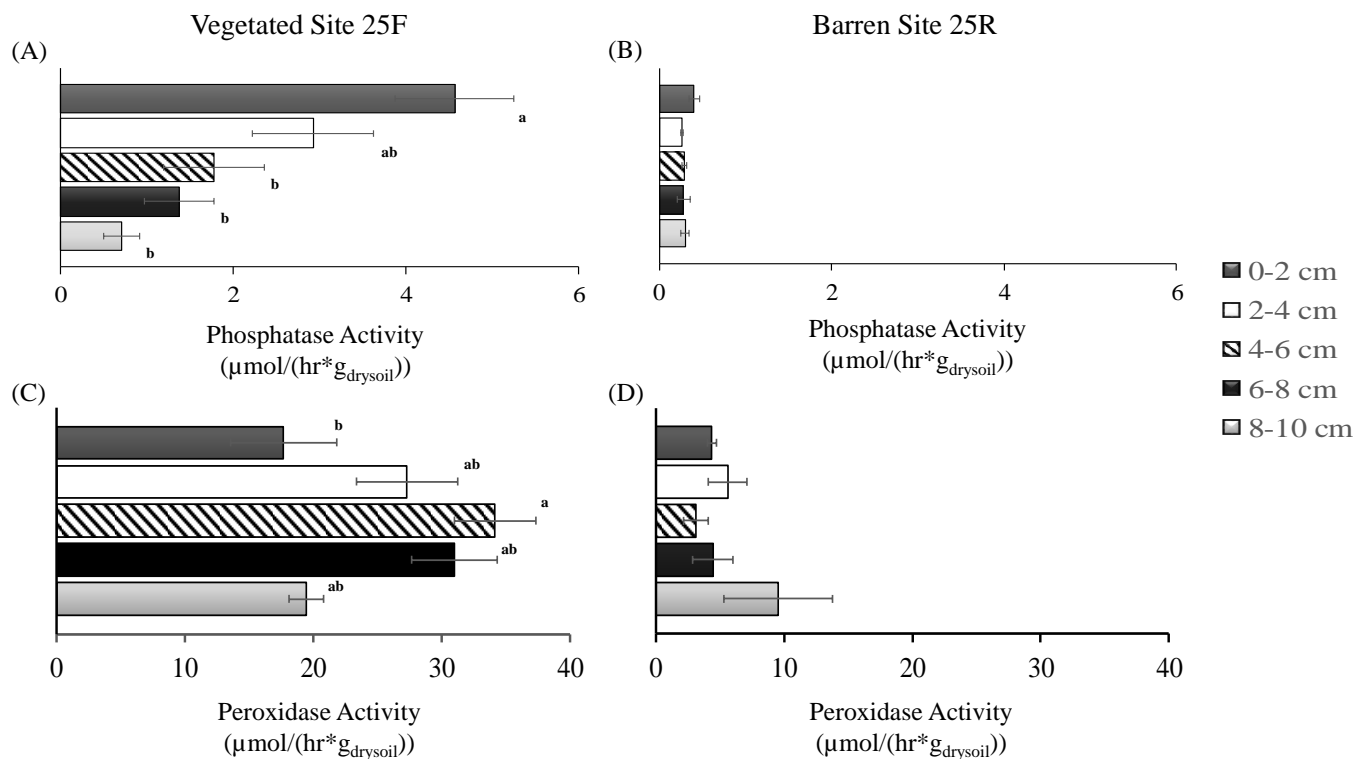 Vegetated Site 25F
Barren Site 25R
(A)
a
ab
b
b
b
0 2 4 6
Phosphatase Activity
(µmol/(hr*gdrysoil))
(B)
0 2 4 6
Phosphatase Activity
(µmol/(hr*gdrysoil))
(C)
b
ab
a
ab
ab
0 10 20 30 40
Peroxidase Activity
(µmol/(hr*gdrysoil))
(D)
0 10 20 30 40
Peroxidase Activity
(µmol/(hr*gdrysoil))
0-2 cm
2-4 cm
4-6 cm
6-8 cm
8-10 cm